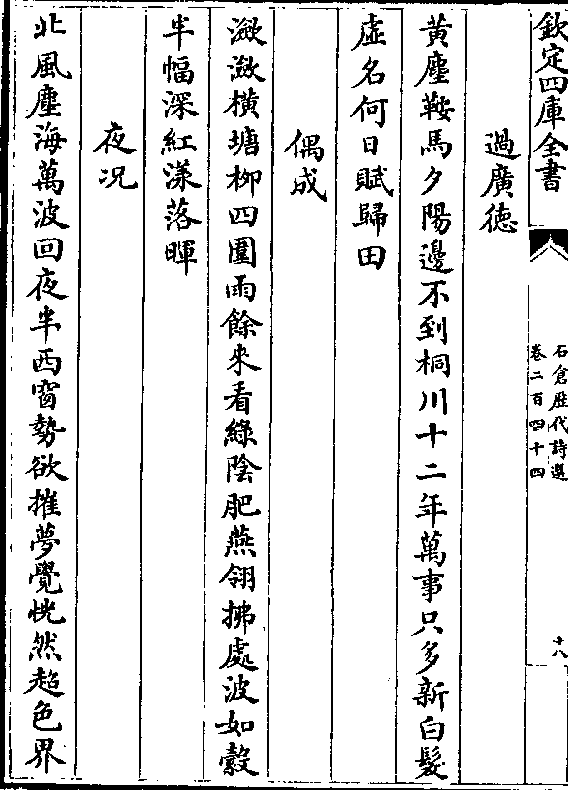 欽定四庫全書
石倉歷代詩選
卷二百四十四
十八
過廣徳
黄塵鞍馬夕陽邊不到桐川十二年萬事只多新白髮
虚名何日賦歸田
偶成
瀲灔横塘柳四圍雨餘來看綠陰肥燕翎拂處波如縠
半幅深紅漾落暉
夜况
北風塵海萬波回夜半西窗勢欲摧夢覺恍然超色界